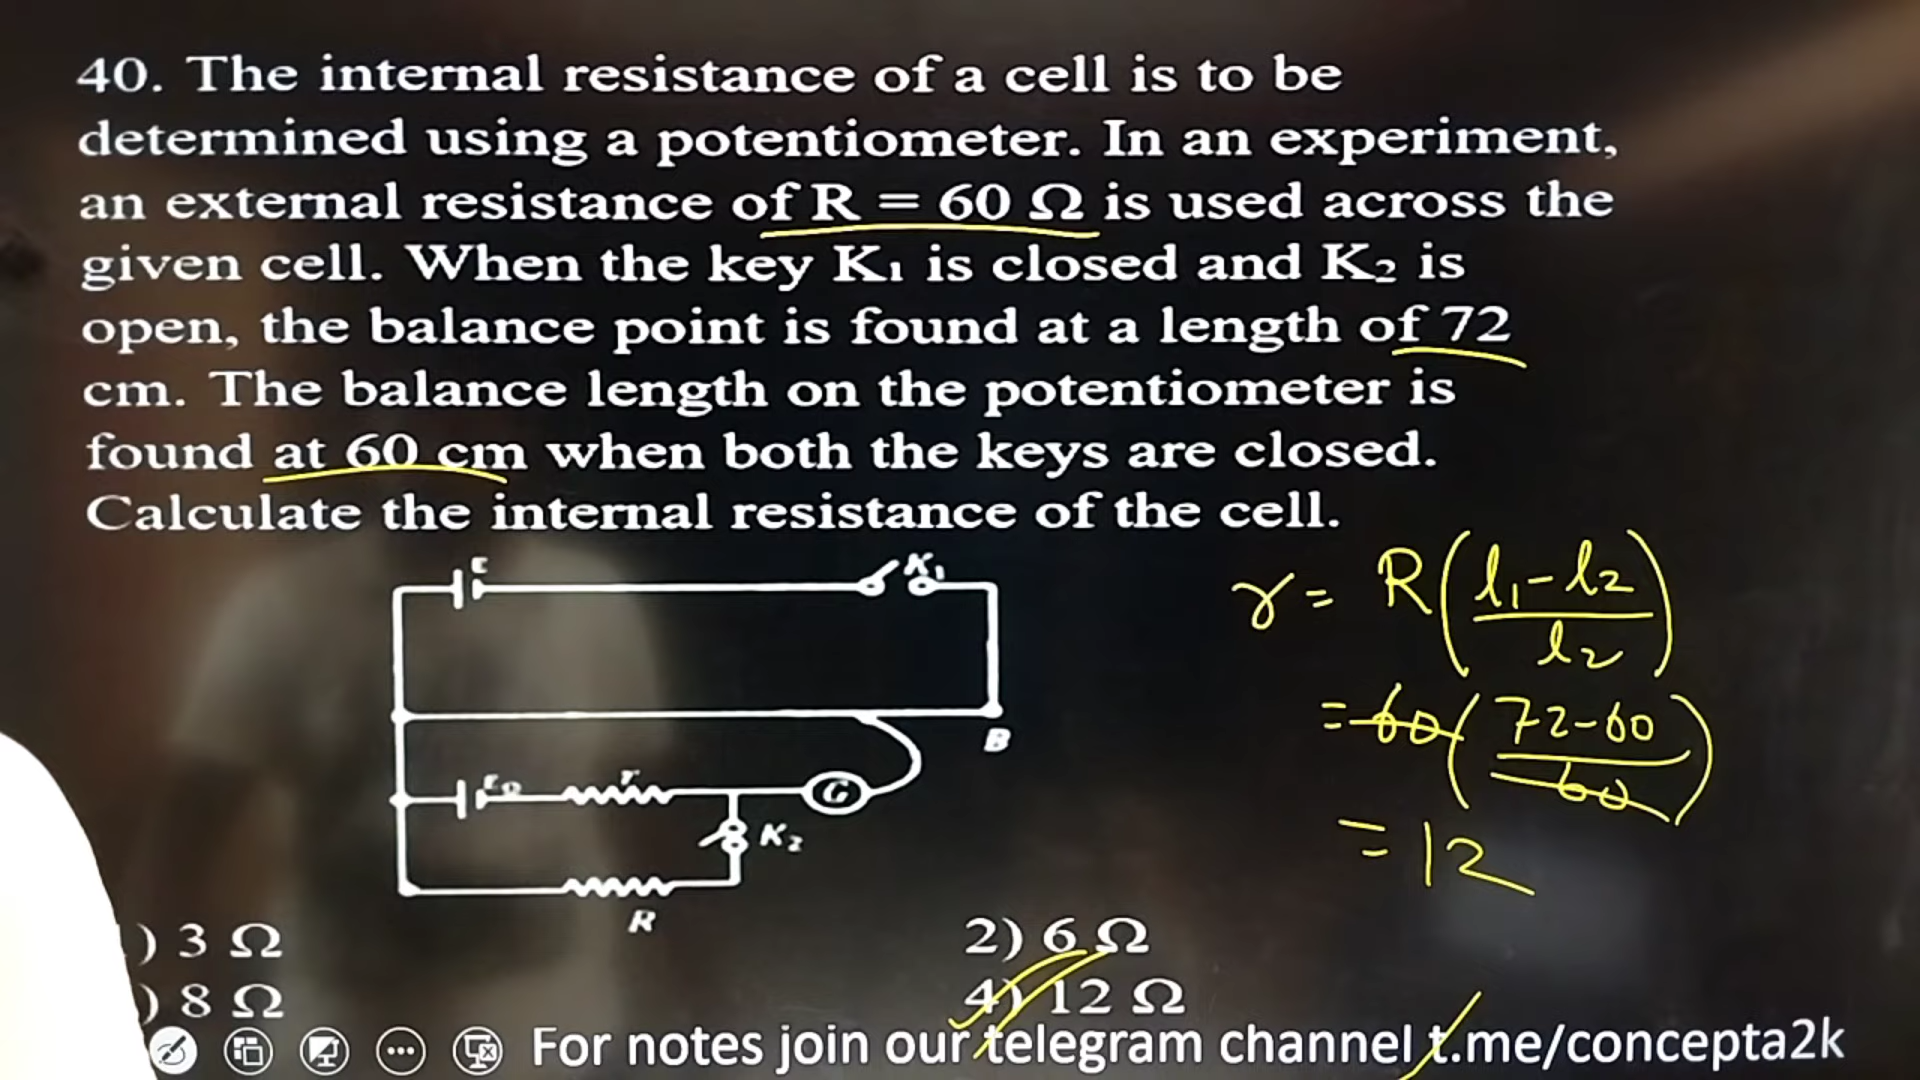 40. The internal resistance of a cell is to be
determined using a potentiometer. In an experiment,
an external resistance of R = 60 Ω is used across the
given cell. When the key K₁ is closed and K₂ is
open, the balance point is found at a length of 72
cm. The balance length on the potentiometer is
found at 60 cm when both the keys are closed.
Calculate the internal resistance of the cell.
E
K₁
B
r
G
K₂
R
r = R(l₁-l₂/l₂)
= 60(72-60/60)
= 12
) 3 Ω
2) 6 Ω
) 8 Ω
4) 12 Ω
For notes join our telegram channel t.me/concepta2k